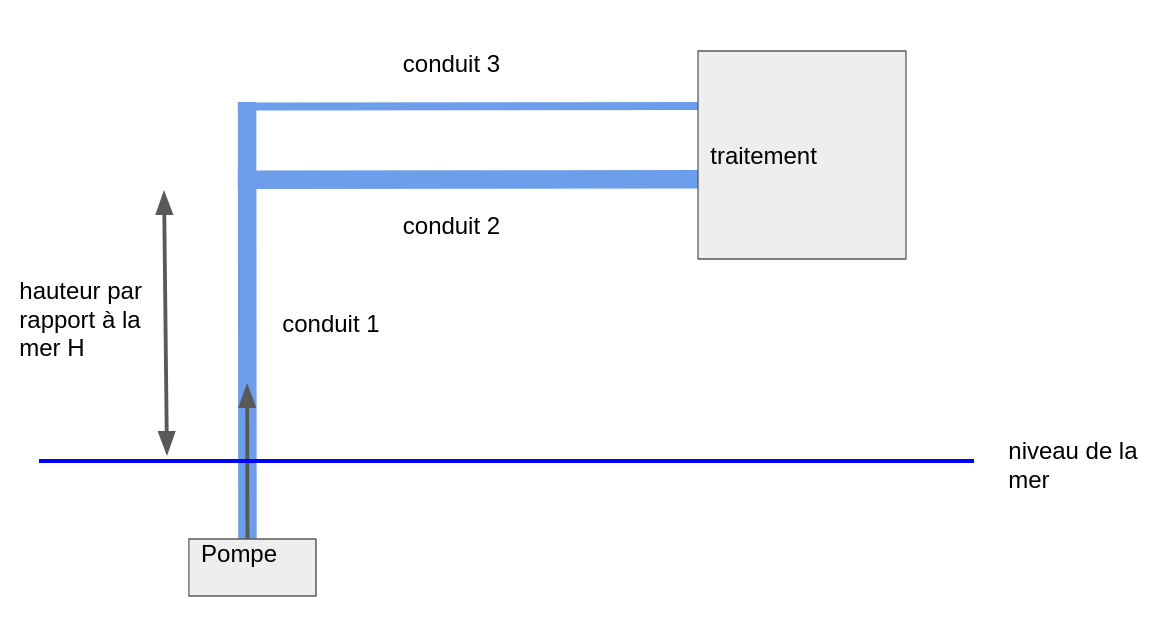 conduit 3
traitement
conduit 2
hauteur par
rapport à la
mer H
conduit 1
niveau de la
mer
Pompe